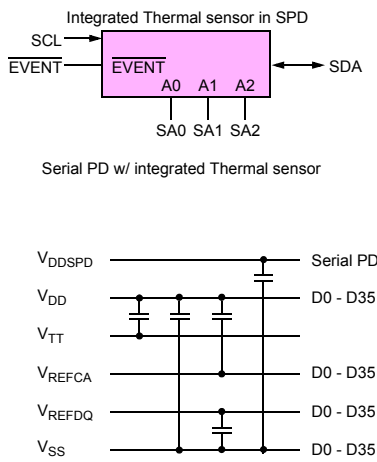 Integrated Thermal sensor in SPD
SCL
EVENT EVENT SDA
A0 A1 A2
SA0 SA1 SA2
Serial PD w/ integrated Thermal sensor
VDDSPD Serial PD
VDD D0 - D35
VTT
VREFCA D0 - D35
VREFDQ D0 - D35
VSS D0 - D35